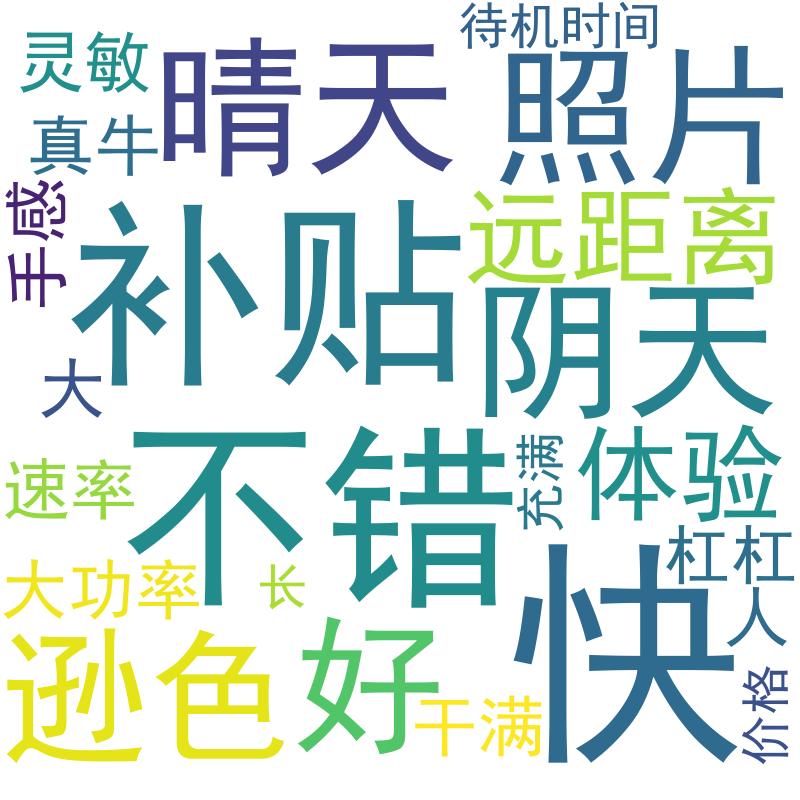 待机时间
灵敏
晴天
照片
真牛
手感
补贴
远距离
阴天
大
不错
充满
体验
速率
杠杠
大功率
长
快
人
逊色
好
干满
价格